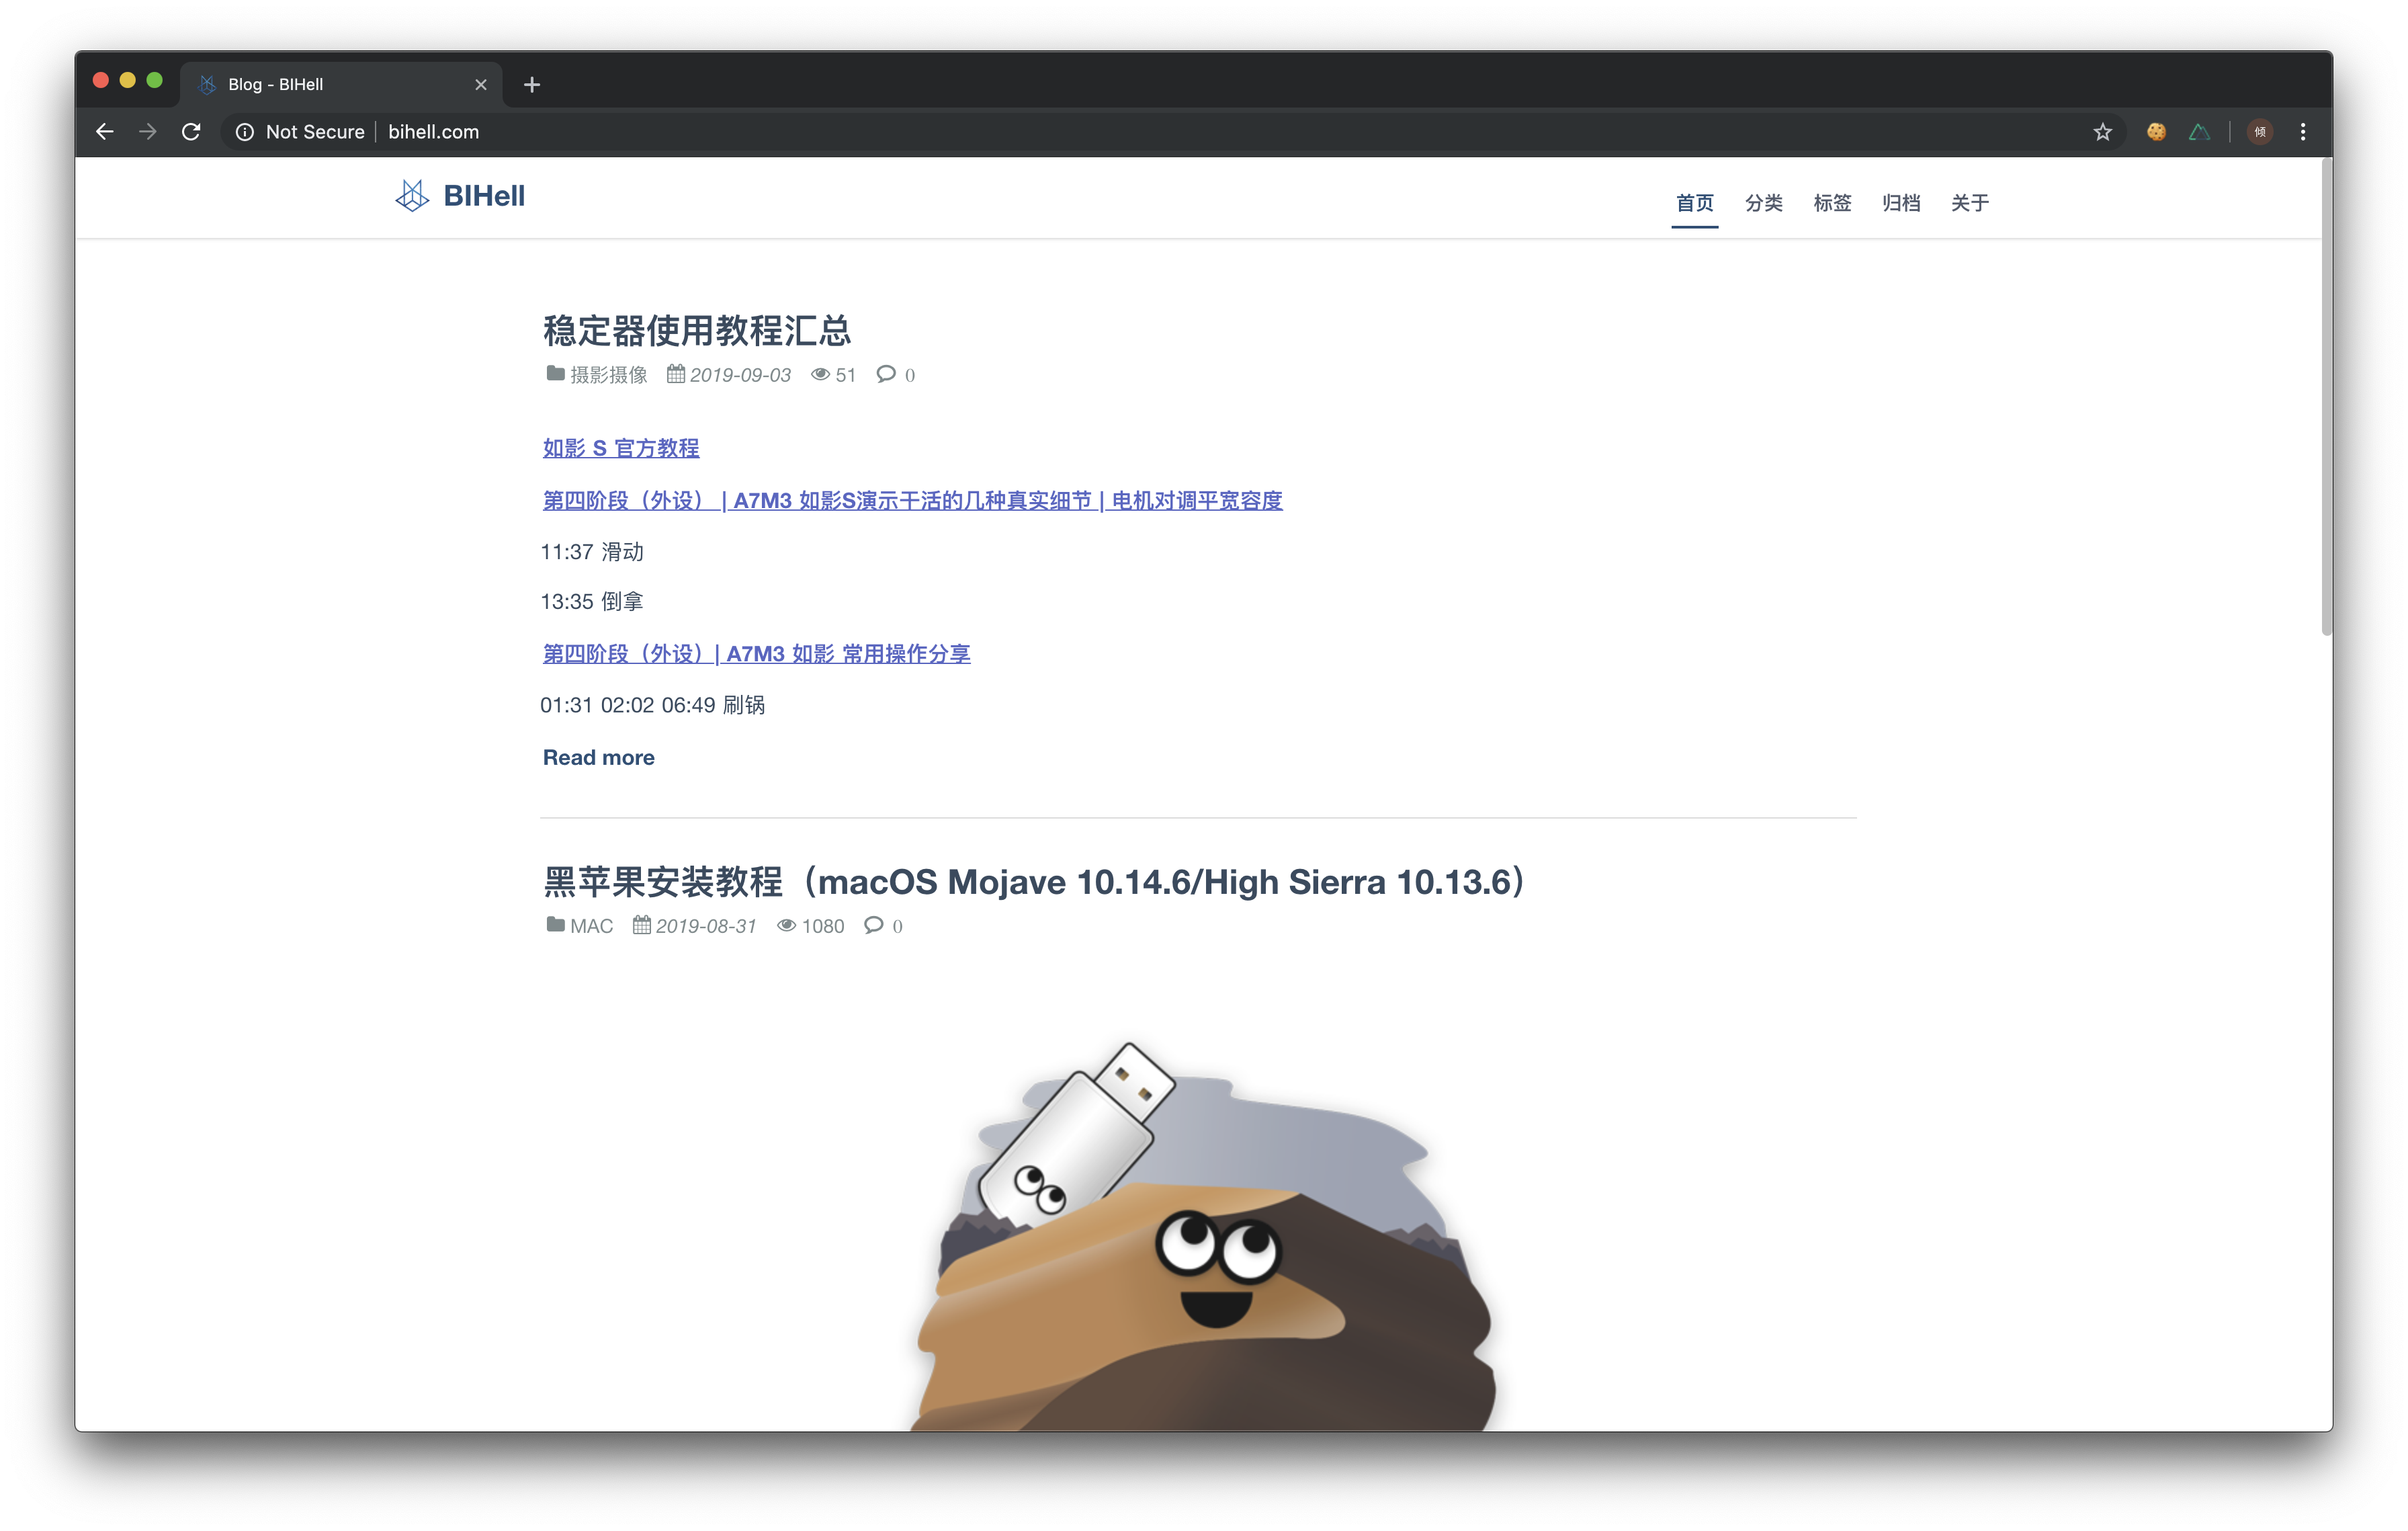 Blog - BIHell
Not Secure | bihell.com
倾
BIHell
首页 分类 标签 归档 关于
稳定器使用教程汇总
摄影摄像 2019-09-03 51 0
如影 S 官方教程
第四阶段（外设） | A7M3 如影S演示干活的几种真实细节 | 电机对调平宽容度
11:37 滑动
13:35 倒拿
第四阶段（外设）| A7M3 如影 常用操作分享
01:31 02:02 06:49 刷锅
Read more
黑苹果安装教程（macOS Mojave 10.14.6/High Sierra 10.13.6）
MAC 2019-08-31 1080 0